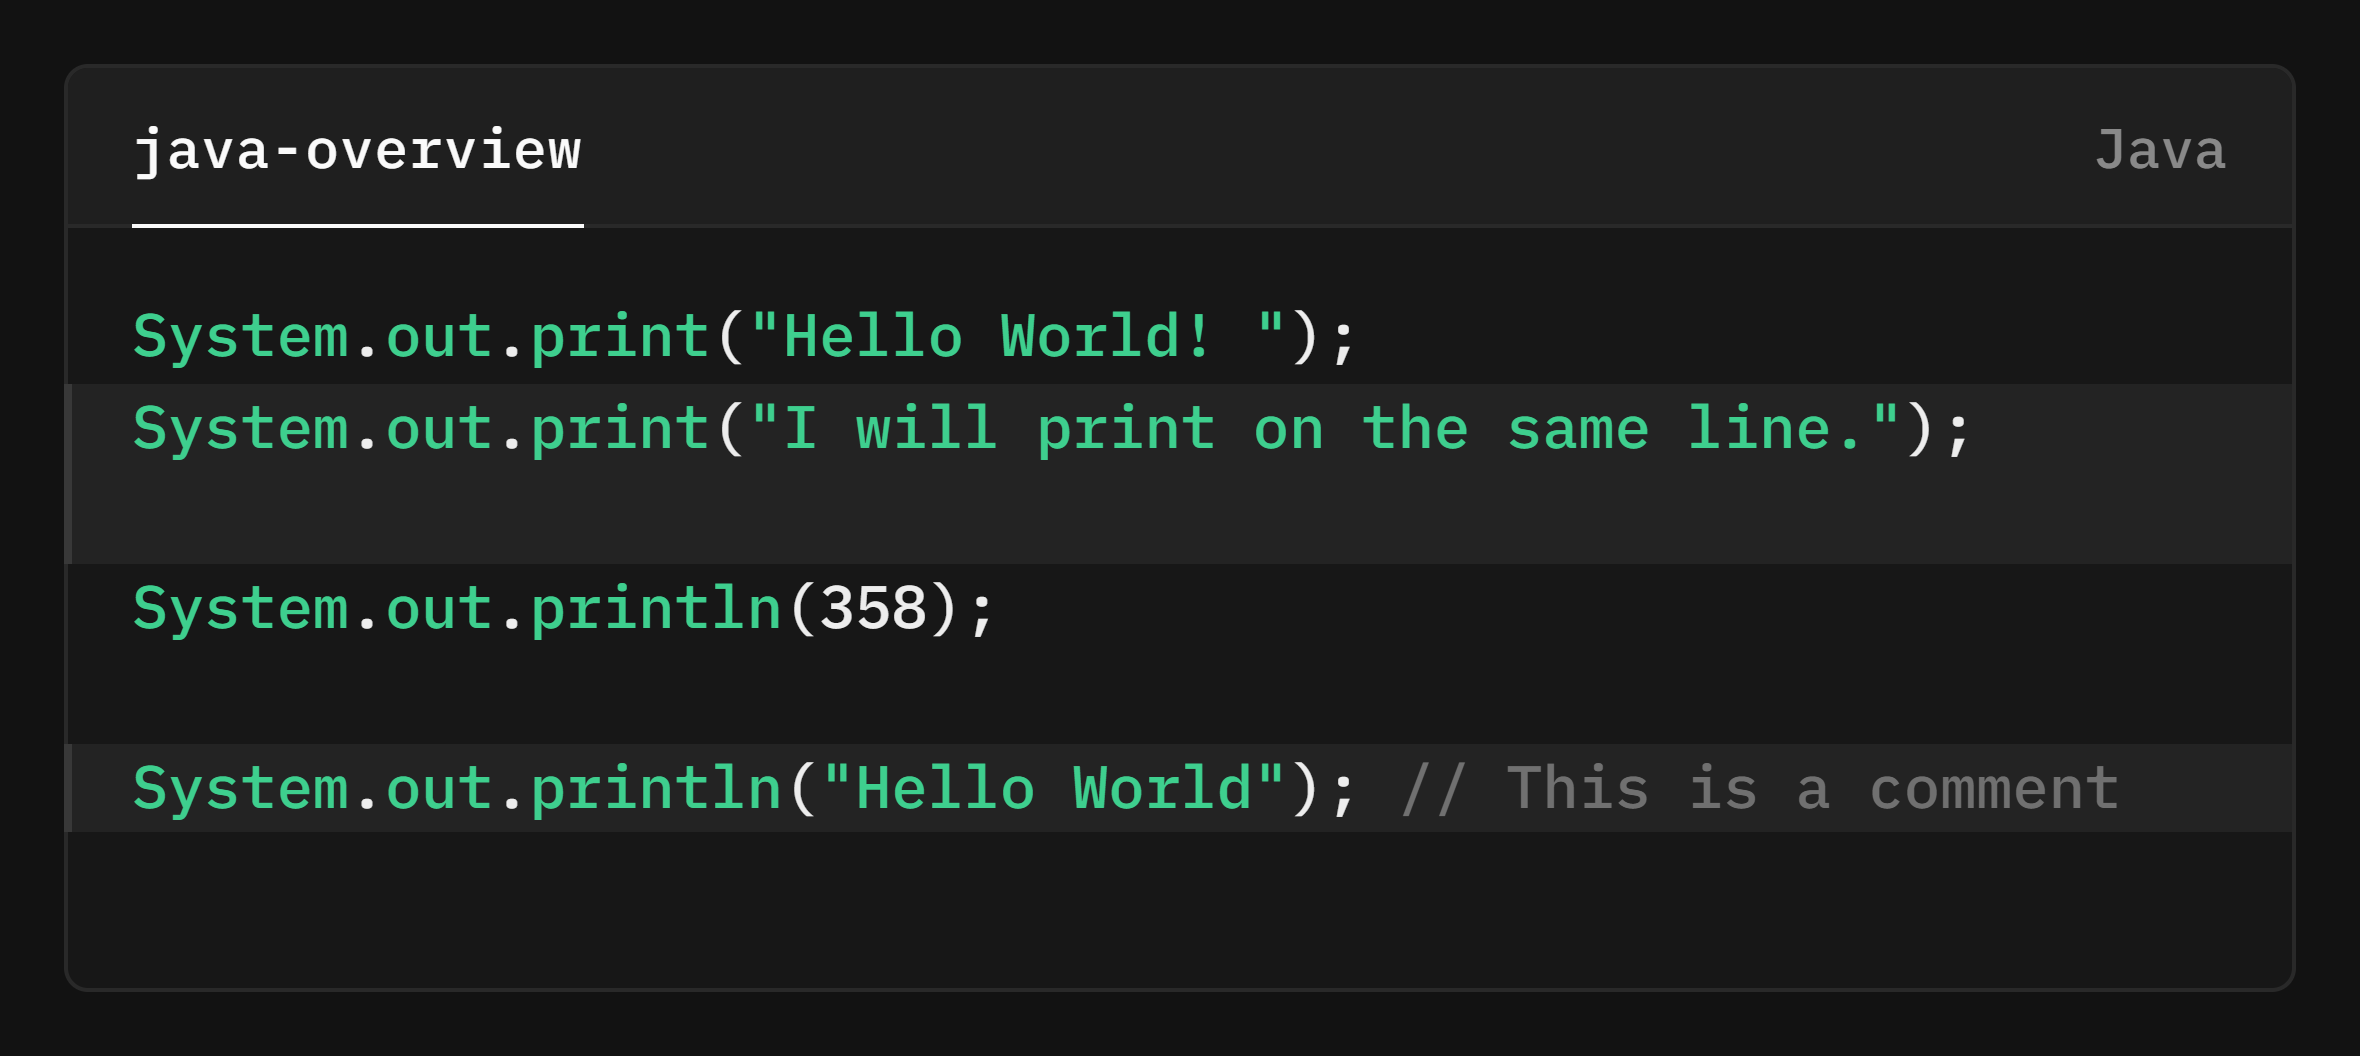 java-overview
Java
System.out.print("Hello World! ");
System.out.print("I will print on the same line.");
System.out.println(358);
System.out.println("Hello World"); // This is a comment